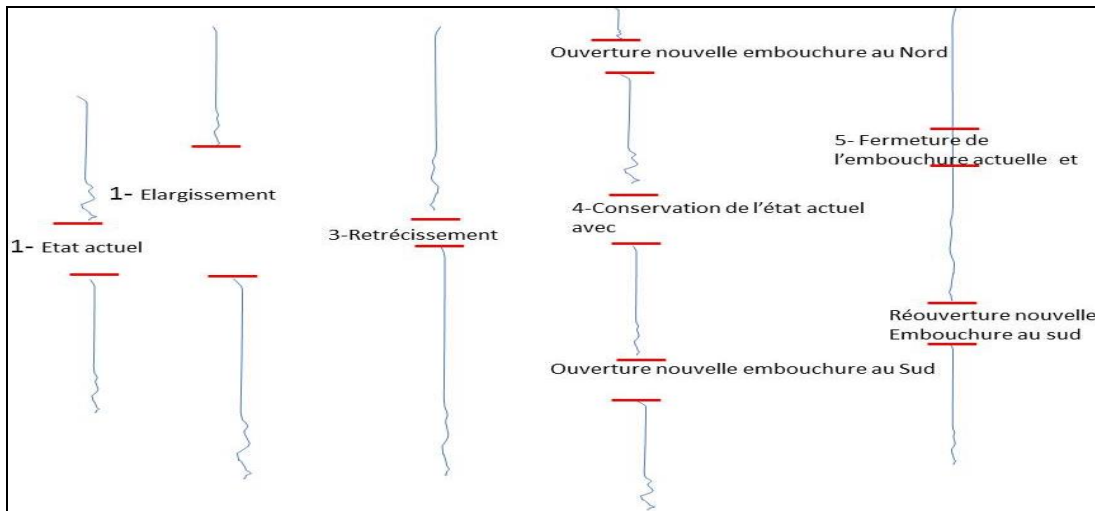 1- Etat actuel
1- Elargissement
3-Retrécissement
Ouverture nouvelle embouchure au Nord
4-Conservation de l’état actuel
avec
Ouverture nouvelle embouchure au Sud
5- Fermeture de
l’embouchure actuelle et
Réouverture nouvelle
Embouchure au sud